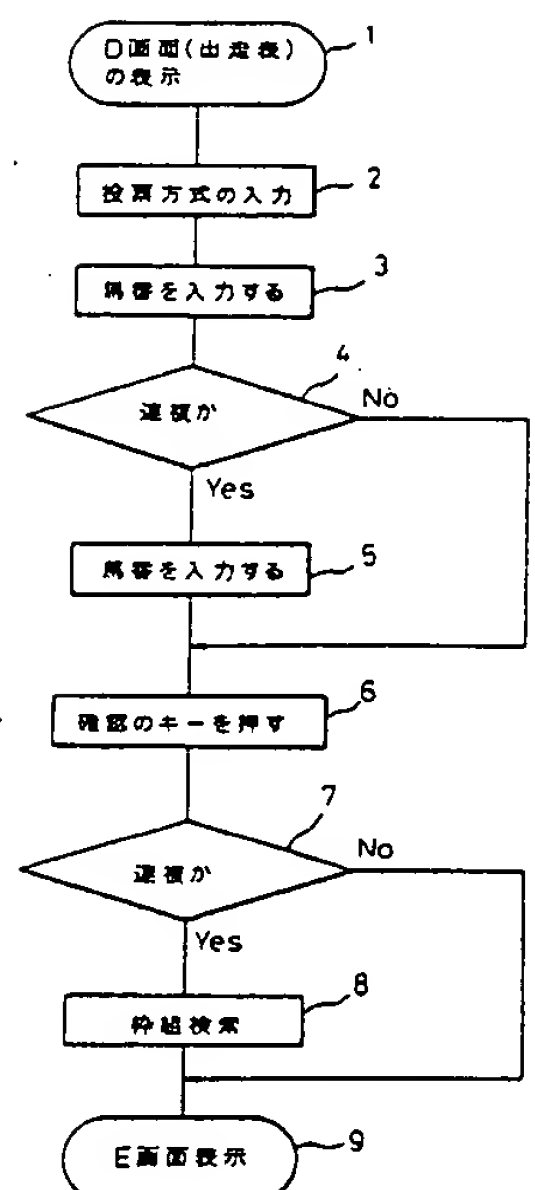 D画面(出走表)
の表示
1
投票方式の入力
2
馬番を入力する
3
連複か
4
No
Yes
馬番を入力する
5
確認のキーを押す
6
連複か
7
No
Yes
枠組検索
8
E画面表示
9